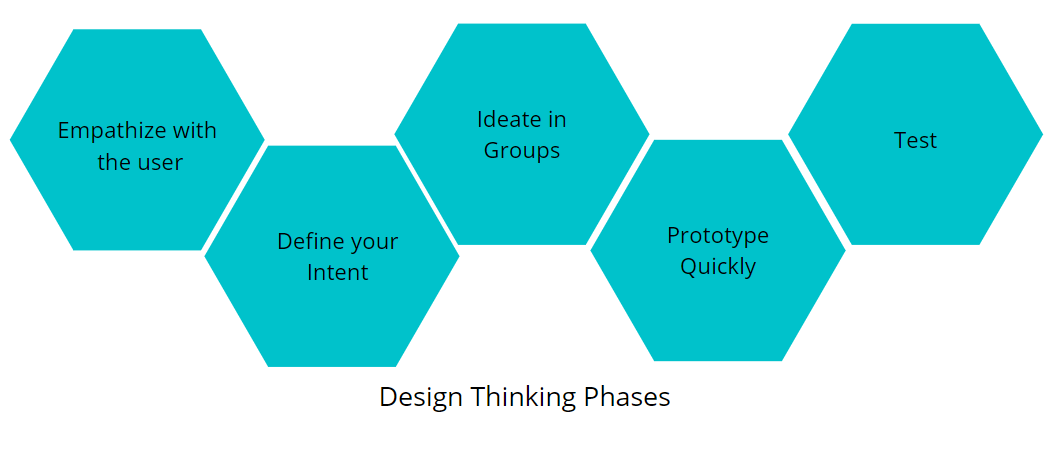 Empathize with
the user
Define your
Intent
Ideate in
Groups
Prototype
Quickly
Test
Design Thinking Phases